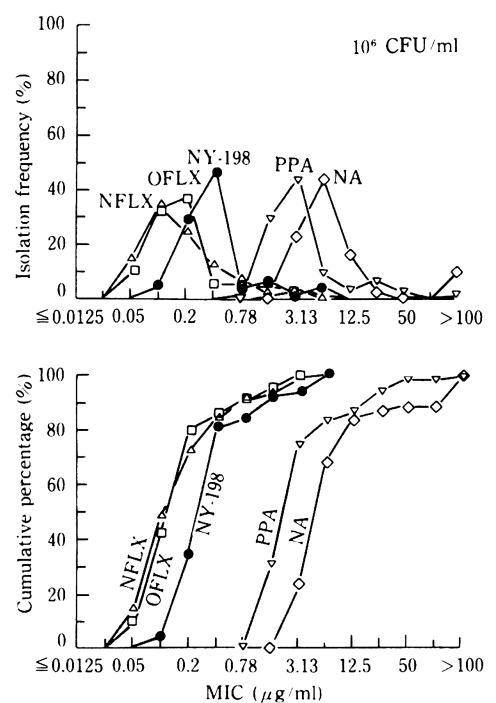 100
80
60
40
20
0
Isolation frequency (%)
10⁶ CFU/ml
NY-198
OFLX
NFLX
PPA
NA
≦0.0125 0.05 0.2 0.78 3.13 12.5 50 >100
100
80
60
40
20
0
Cumulative percentage (%)
NFLX
OFLX
NY-198
PPA
NA
≦0.0125 0.05 0.2 0.78 3.13 12.5 50 >100
MIC (μg/ml)